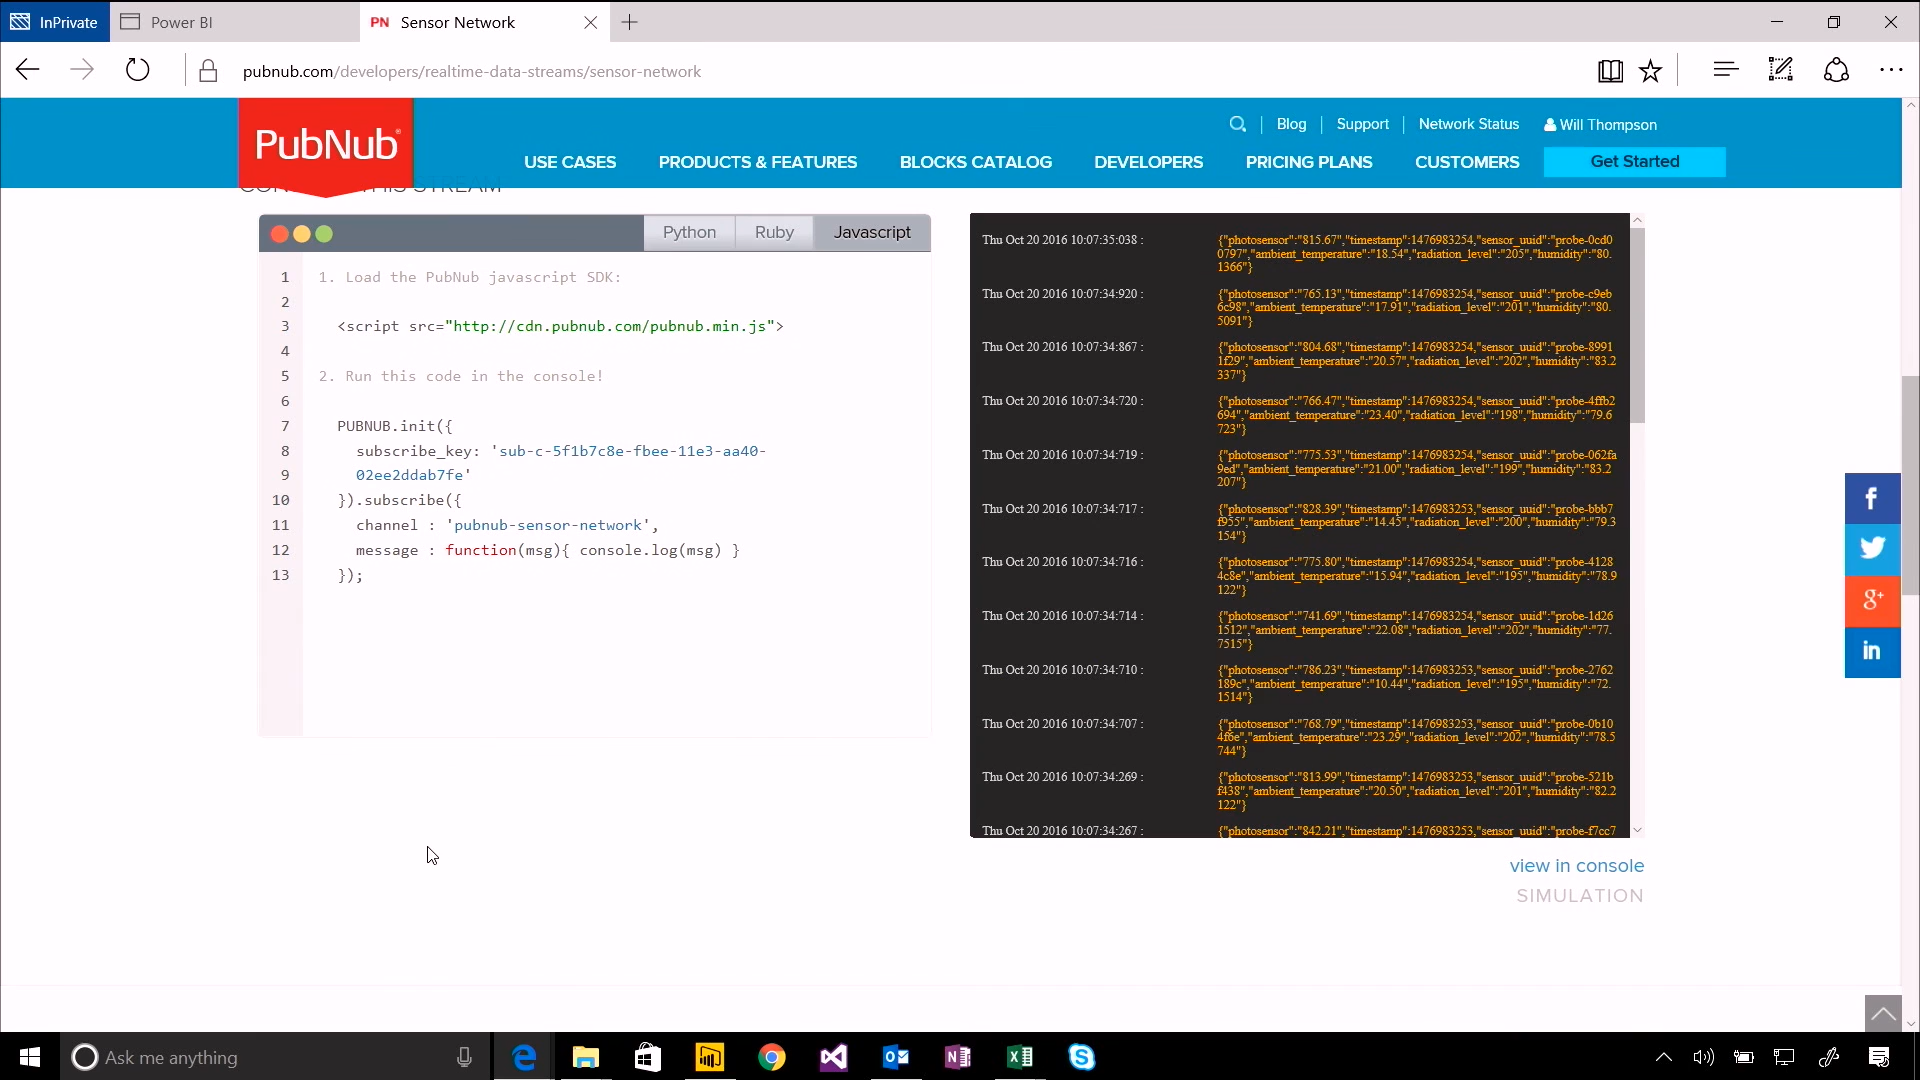 InPrivate
Power BI
PN Sensor Network
pubnub.com/developers/realtime-data-streams/sensor-network
PubNub
Blog
Support
Network Status
Will Thompson
USE CASES
PRODUCTS & FEATURES
BLOCKS CATALOG
DEVELOPERS
PRICING PLANS
CUSTOMERS
Get Started
Python
Ruby
Javascript
1 1. Load the PubNub javascript SDK:
2
3 <script src="http://cdn.pubnub.com/pubnub.min.js">
4
5 2. Run this code in the console!
6
7 PUBNUB.init({
8 subscribe_key: 'sub-c-5f1b7c8e-fbee-11e3-aa40-
9 02ee2ddab7fe'
10 }).subscribe({
11 channel : 'pubnub-sensor-network',
12 message : function(msg){ console.log(msg) }
13 });
Thu Oct 20 2016 10:07:35:038 : {"photosensor":"815.67","timestamp":1476983254,"sensor_uuid":"probe-0cd0
0797","ambient_temperature":"18.54","radiation_level":"205","humidity":"80.
1366"}
Thu Oct 20 2016 10:07:34:920 : {"photosensor":"765.13","timestamp":1476983254,"sensor_uuid":"probe-c9eb
6c98","ambient_temperature":"17.91","radiation_level":"201","humidity":"80.
5091"}
Thu Oct 20 2016 10:07:34:867 : {"photosensor":"804.68","timestamp":1476983254,"sensor_uuid":"probe-8991
1f29","ambient_temperature":"20.57","radiation_level":"202","humidity":"83.2
337"}
Thu Oct 20 2016 10:07:34:720 : {"photosensor":"766.47","timestamp":1476983254,"sensor_uuid":"probe-4ffb2
694","ambient_temperature":"23.40","radiation_level":"198","humidity":"79.6
723"}
Thu Oct 20 2016 10:07:34:719 : {"photosensor":"775.53","timestamp":1476983254,"sensor_uuid":"probe-062fa
9ed","ambient_temperature":"21.00","radiation_level":"199","humidity":"83.2
207"}
Thu Oct 20 2016 10:07:34:717 : {"photosensor":"828.39","timestamp":1476983254,"sensor_uuid":"probe-bbb7
f955","ambient_temperature":"14.45","radiation_level":"200","humidity":"79.3
154"}
Thu Oct 20 2016 10:07:34:716 : {"photosensor":"775.80","timestamp":1476983254,"sensor_uuid":"probe-4128
4c8e","ambient_temperature":"15.94","radiation_level":"195","humidity":"78.9
122"}
Thu Oct 20 2016 10:07:34:714 : {"photosensor":"741.69","timestamp":1476983254,"sensor_uuid":"probe-1d26
1512","ambient_temperature":"22.08","radiation_level":"202","humidity":"77.
7515"}
Thu Oct 20 2016 10:07:34:710 : {"photosensor":"786.23","timestamp":1476983253,"sensor_uuid":"probe-2762
189c","ambient_temperature":"10.44","radiation_level":"195","humidity":"72.
1514"}
Thu Oct 20 2016 10:07:34:707 : {"photosensor":"768.79","timestamp":1476983253,"sensor_uuid":"probe-0b10
4f6e","ambient_temperature":"23.29","radiation_level":"202","humidity":"78.5
744"}
Thu Oct 20 2016 10:07:34:269 : {"photosensor":"813.99","timestamp":1476983253,"sensor_uuid":"probe-521b
f438","ambient_temperature":"20.50","radiation_level":"201","humidity":"82.2
122"}
Thu Oct 20 2016 10:07:34:267 : {"photosensor":"842.21","timestamp":1476983253,"sensor_uuid":"probe-f7cc7
view in console
SIMULATION
Ask me anything